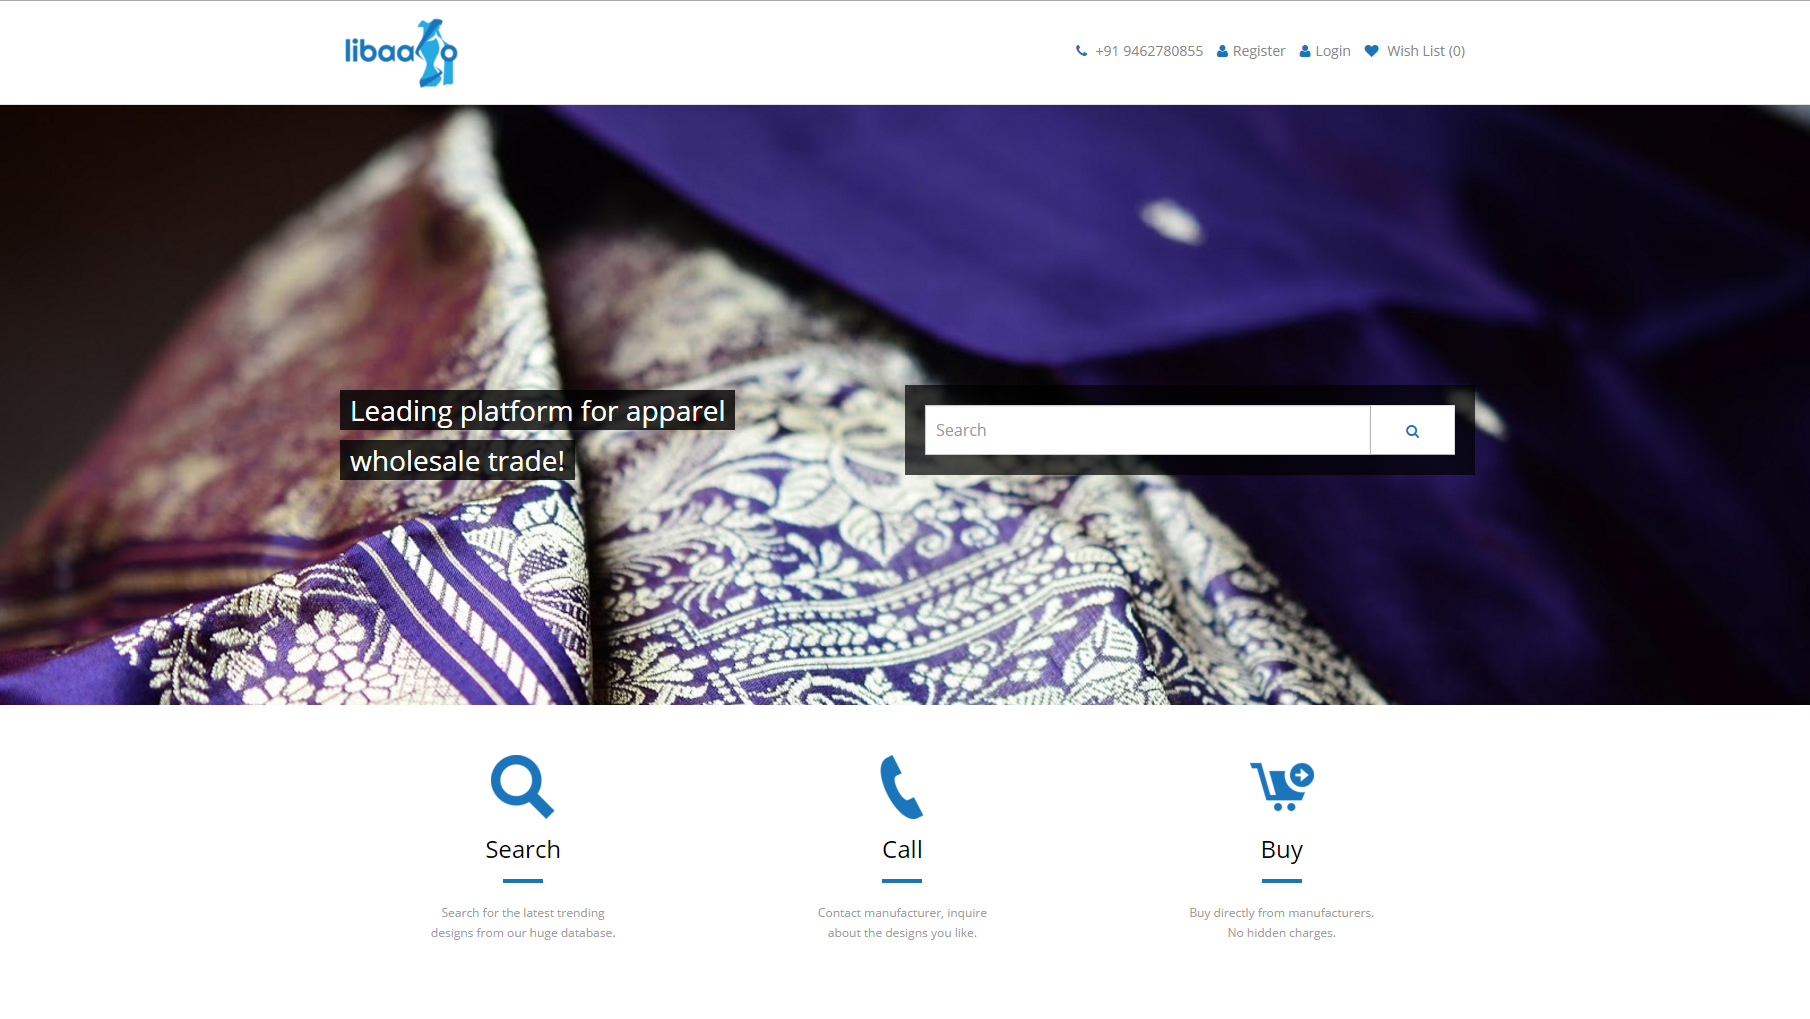 libaaso
+91 9462780855 Register Login Wish List (0)
Leading platform for apparel
wholesale trade!
Search
Search Call Buy
Search for the latest trending
designs from our huge database.
Contact manufacturer, inquire
about the designs you like.
Buy directly from manufacturers.
No hidden charges.